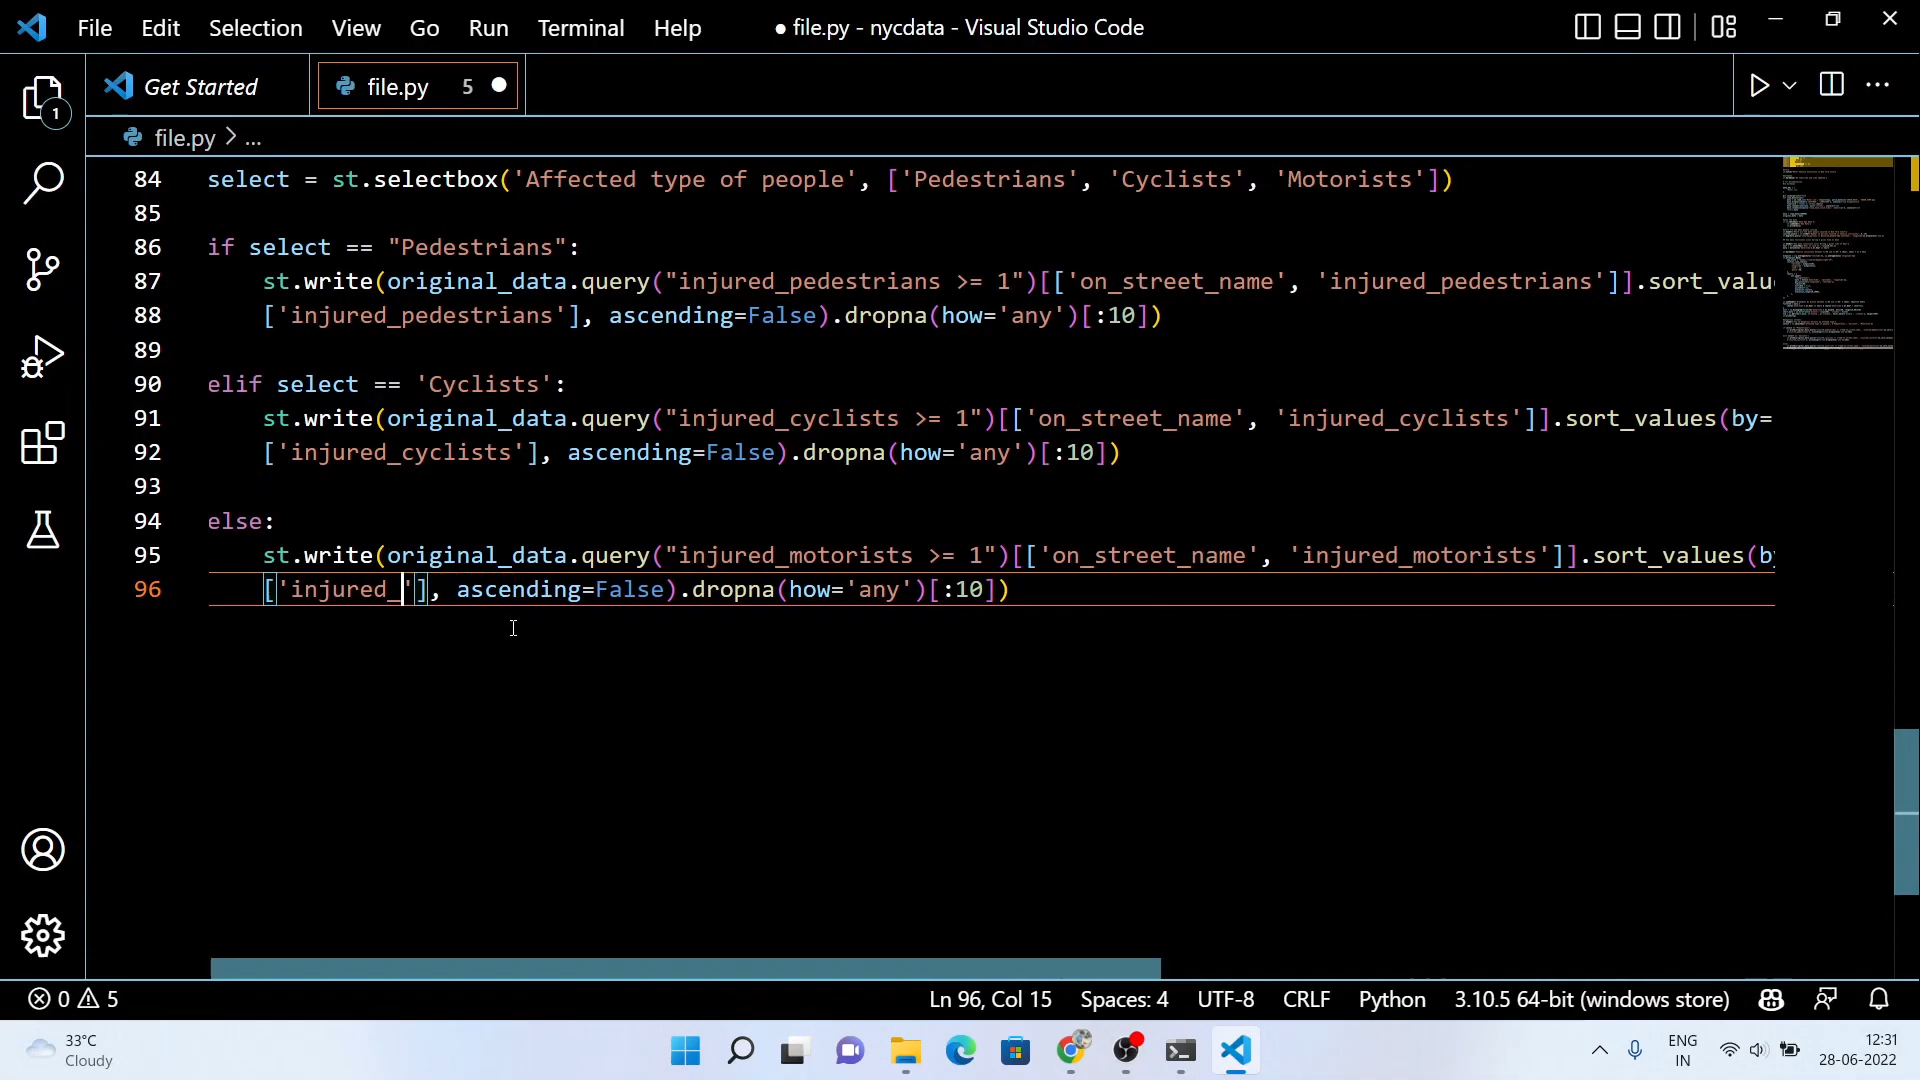 File Edit Selection View Go Run Terminal Help ● file.py - nycdata - Visual Studio Code
Get Started file.py 5
1
file.py > ...
84 select = st.selectbox('Affected type of people', ['Pedestrians', 'Cyclists', 'Motorists'])
85
86 if select == "Pedestrians":
87 st.write(original_data.query("injured_pedestrians >= 1")[['on_street_name', 'injured_pedestrians']].sort_valu
88 ['injured_pedestrians'], ascending=False).dropna(how='any')[:10])
89
90 elif select == 'Cyclists':
91 st.write(original_data.query("injured_cyclists >= 1")[['on_street_name', 'injured_cyclists']].sort_values(by=
92 ['injured_cyclists'], ascending=False).dropna(how='any')[:10])
93
94 else:
95 st.write(original_data.query("injured_motorists >= 1")[['on_street_name', 'injured_motorists']].sort_values(by
96 ['injured_'], ascending=False).dropna(how='any')[:10])
0 5 Ln 96, Col 15 Spaces: 4 UTF-8 CRLF Python 3.10.5 64-bit (windows store)
33°C
Cloudy
ENG
IN
12:31
28-06-2022